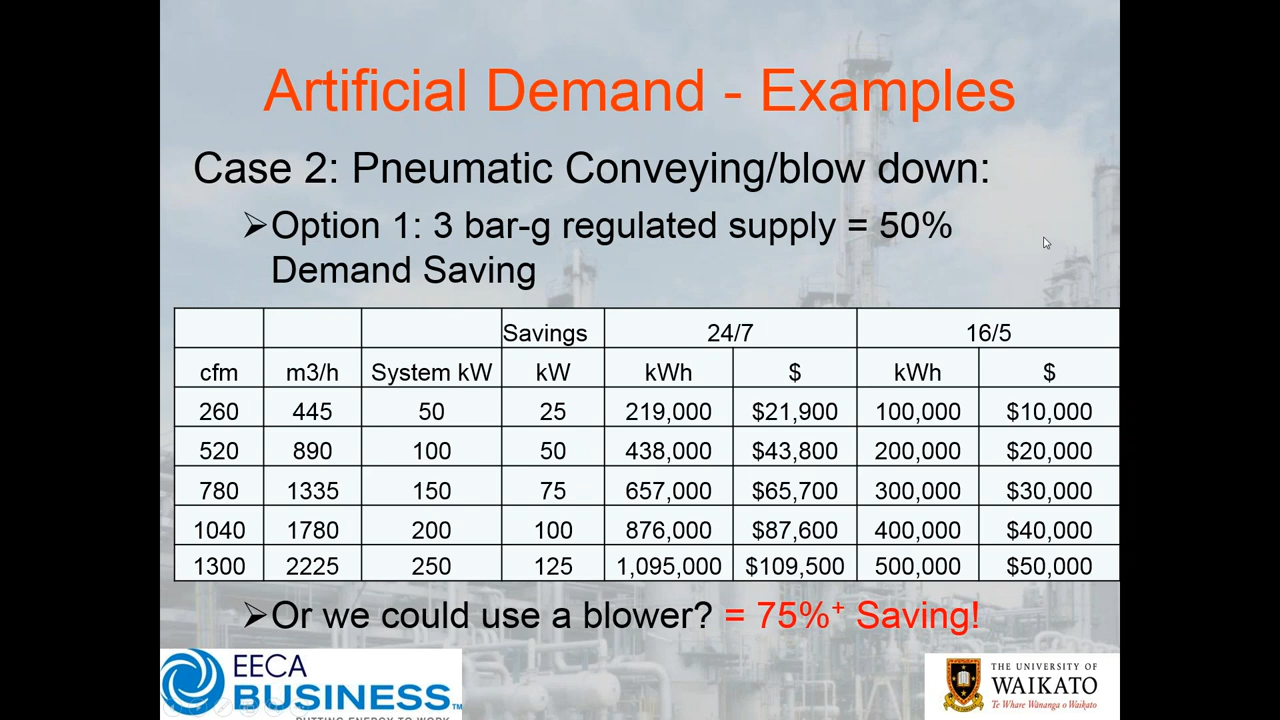 Artificial Demand - Examples
Case 2: Pneumatic Conveying/blow down:
➢Option 1: 3 bar-g regulated supply = 50%
Demand Saving
Savings 24/7 16/5
cfm m3/h System kW kW kWh $ kWh $
260 445 50 25 219,000 $21,900 100,000 $10,000
520 890 100 50 438,000 $43,800 200,000 $20,000
780 1335 150 75 657,000 $65,700 300,000 $30,000
1040 1780 200 100 876,000 $87,600 400,000 $40,000
1300 2225 250 125 1,095,000 $109,500 500,000 $50,000
➢Or we could use a blower? = 75%+ Saving!
EECA
BUSINESS™
PUTTING ENERGY TO WORK
THE UNIVERSITY OF
WAIKATO
Te Whare Wānanga o Waikato